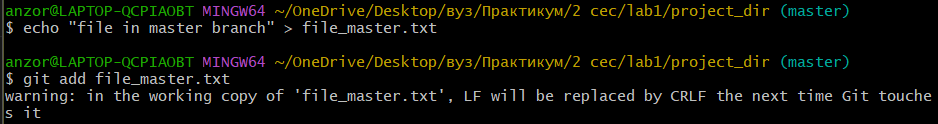 anzor@LAPTOP-QCPIAOBT MINGW64 ~/OneDrive/Desktop/вуз/Практикум/2 сес/lab1/project_dir (master)
$ echo "file in master branch" > file_master.txt
anzor@LAPTOP-QCPIAOBT MINGW64 ~/OneDrive/Desktop/вуз/Практикум/2 сес/lab1/project_dir (master)
$ git add file_master.txt
warning: in the working copy of 'file_master.txt', LF will be replaced by CRLF the next time Git touche
s it